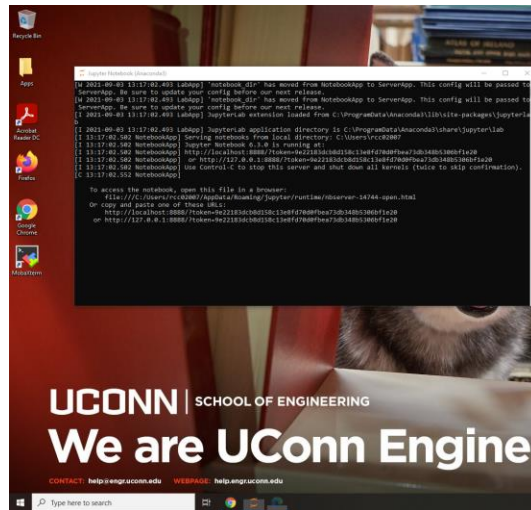 Recycle Bin
Apps
Acrobat
Reader DC
Firefox
Google
Chrome
MobaXterm
ATLAS OF IRELAND
Jupyter Notebook (Anaconda3)
[W 2021-09-03 13:17:02.493 LabApp] 'notebook_dir' has moved from NotebookApp to ServerApp. This config will be passed to
ServerApp. Be sure to update your config before our next release.
[W 2021-09-03 13:17:02.493 LabApp] 'notebook_dir' has moved from NotebookApp to ServerApp. This config will be passed to
ServerApp. Be sure to update your config before our next release.
[I 2021-09-03 13:17:02.493 LabApp] JupyterLab extension loaded from C:\ProgramData\Anaconda3\lib\site-packages\jupyterla
b
[I 2021-09-03 13:17:02.493 LabApp] JupyterLab application directory is C:\ProgramData\Anaconda3\share\jupyter\lab
[I 13:17:02.502 NotebookApp] Serving notebooks from local directory: C:\Users\rcc02007
[I 13:17:02.502 NotebookApp] Jupyter Notebook 6.3.0 is running at:
[I 13:17:02.502 NotebookApp] http://localhost:8888/?token=9e22183dcb8d158c13e8fd70d0fbea73db348b5306bf1e20
[I 13:17:02.502 NotebookApp] or http://127.0.0.1:8888/?token=9e22183dcb8d158c13e8fd70d0fbea73db348b5306bf1e20
[I 13:17:02.502 NotebookApp] Use Control-C to stop this server and shut down all kernels (twice to skip confirmation).
[C 13:17:02.552 NotebookApp]
To access the notebook, open this file in a browser:
file:///C:/Users/rcc02007/AppData/Roaming/jupyter/runtime/nbserver-14744-open.html
Or copy and paste one of these URLs:
http://localhost:8888/?token=9e22183dcb8d158c13e8fd70d0fbea73db348b5306bf1e20
or http://127.0.0.1:8888/?token=9e22183dcb8d158c13e8fd70d0fbea73db348b5306bf1e20
UCONN | SCHOOL OF ENGINEERING
We are UConn Engine
CONTACT: help@engr.uconn.edu WEBPAGE: help.engr.uconn.edu
Type here to search